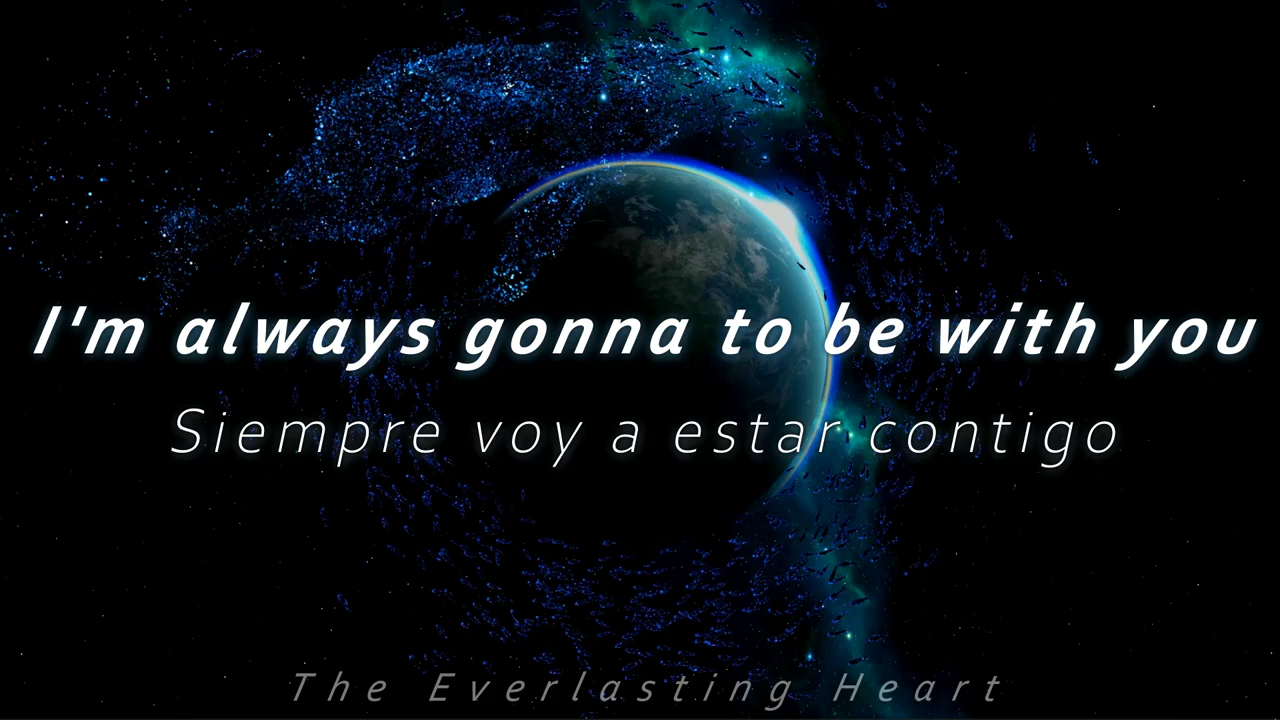 I'm always gonna to be with you
Siempre voy a estar contigo
The Everlasting Heart